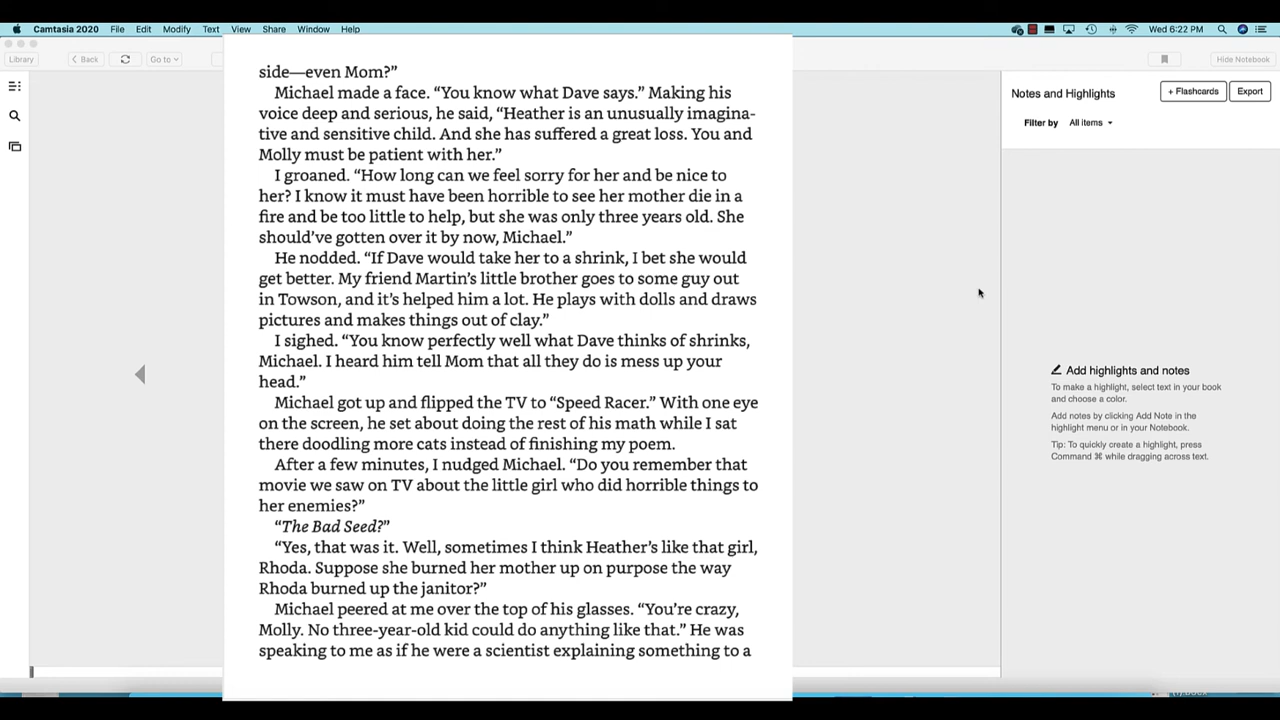 Camtasia 2020 File Edit Modify Text View Share Window Help Wed 6:22 PM
Library Back Go to Hide Notebook
side—even Mom?”
Michael made a face. “You know what Dave says.” Making his
voice deep and serious, he said, “Heather is an unusually imagina-
tive and sensitive child. And she has suffered a great loss. You and
Molly must be patient with her.”
I groaned. “How long can we feel sorry for her and be nice to
her? I know it must have been horrible to see her mother die in a
fire and be too little to help, but she was only three years old. She
should’ve gotten over it by now, Michael.”
He nodded. “If Dave would take her to a shrink, I bet she would
get better. My friend Martin’s little brother goes to some guy out
in Towson, and it’s helped him a lot. He plays with dolls and draws
pictures and makes things out of clay.”
I sighed. “You know perfectly well what Dave thinks of shrinks,
Michael. I heard him tell Mom that all they do is mess up your
head.”
Michael got up and flipped the TV to “Speed Racer.” With one eye
on the screen, he set about doing the rest of his math while I sat
there doodling more cats instead of finishing my poem.
After a few minutes, I nudged Michael. “Do you remember that
movie we saw on TV about the little girl who did horrible things to
her enemies?”
“The Bad Seed?”
“Yes, that was it. Well, sometimes I think Heather’s like that girl,
Rhoda. Suppose she burned her mother up on purpose the way
Rhoda burned up the janitor?”
Michael peered at me over the top of his glasses. “You’re crazy,
Molly. No three-year-old kid could do anything like that.” He was
speaking to me as if he were a scientist explaining something to a
Notes and Highlights + Flashcards Export
Filter by All items
Add highlights and notes
To make a highlight, select text in your book
and choose a color.
Add notes by clicking Add Note in the
highlight menu or in your Notebook.
Tip: To quickly create a highlight, press
Command ⌘ while dragging across text.